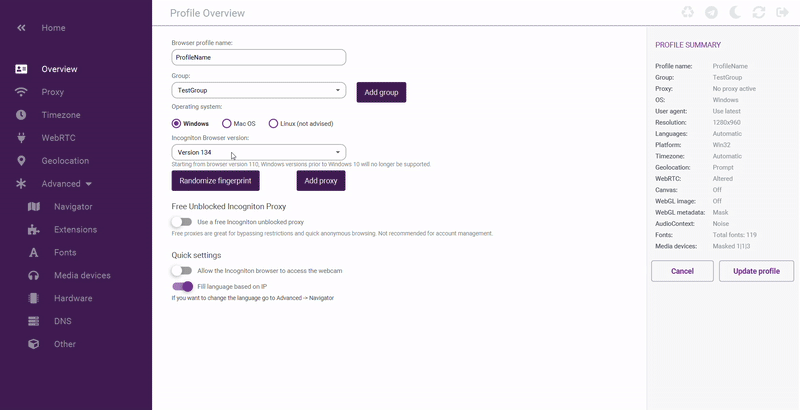 Home
Overview
Proxy
Timezone
WebRTC
Geolocation
Advanced
Navigator
Extensions
Fonts
Media devices
Hardware
DNS
Other
Profile Overview
Browser profile name:
ProfileName
Group:
TestGroup
Add group
Operating system:
Windows Mac OS Linux (not advised)
Incogniton Browser version:
Version 134
Starting from browser version 110, Windows versions prior to Windows 10 will no longer be supported.
Randomize fingerprint Add proxy
Free Unblocked Incogniton Proxy
Use a free Incogniton unblocked proxy
Free proxies are great for bypassing restrictions and quick anonymous browsing. Not recommended for account management.
Quick settings
Allow the Incogniton browser to access the webcam
Fill language based on IP
If you want to change the language go to Advanced -> Navigator
PROFILE SUMMARY
Profile name: ProfileName
Group: TestGroup
Proxy: No proxy active
OS: Windows
User agent: Use latest
Resolution: 1280x960
Languages: Automatic
Platform: Win32
Timezone: Automatic
Geolocation: Prompt
WebRTC: Altered
Canvas: Off
WebGL image: Off
WebGL metadata: Mask
AudioContext: Noise
Fonts: Total fonts: 119
Media devices: Masked 1|1|3
Cancel Update profile